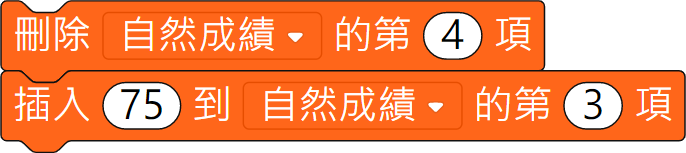 刪除 自然成績 的第 4 項
插入 75 到 自然成績 的第 3 項